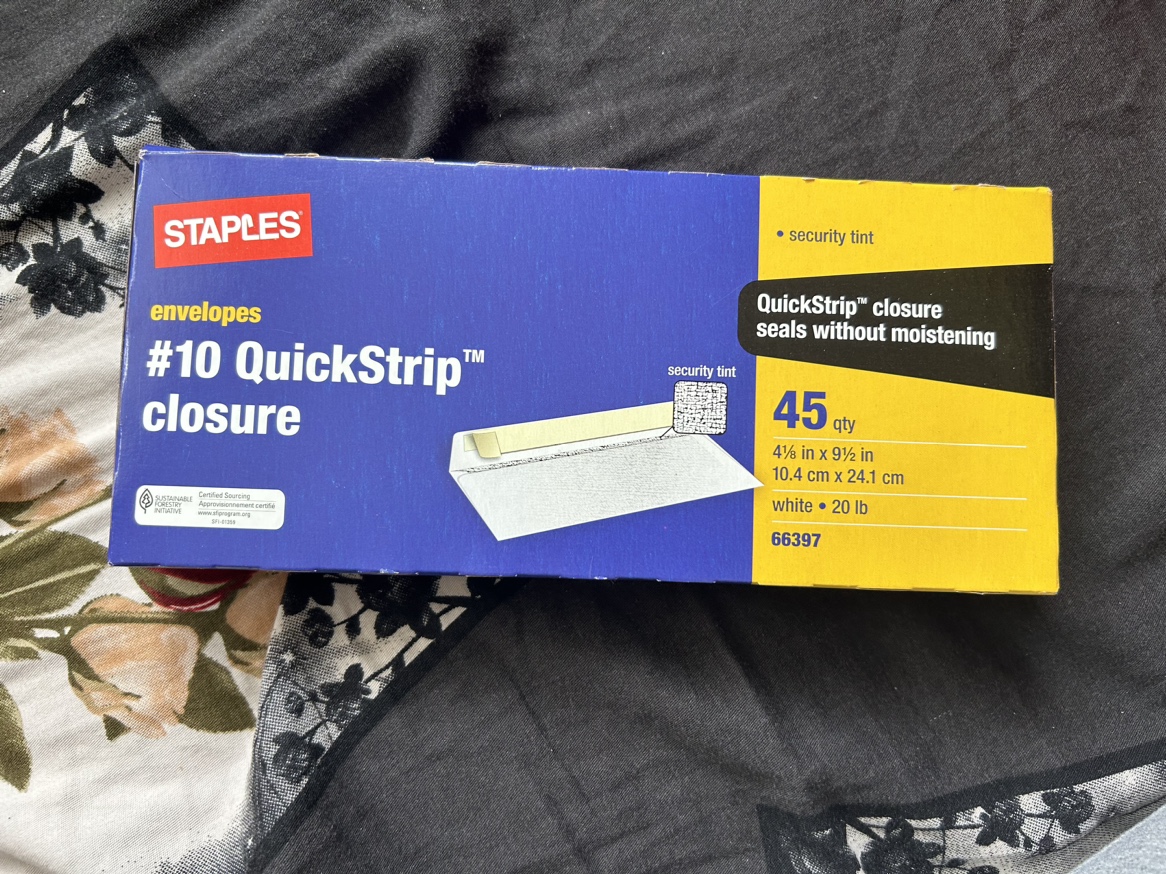 STAPLES
envelopes
#10 QuickStrip™
closure
SUSTAINABLE
FORESTRY
INITIATIVE
Certified Sourcing
Approvisionnement certifié
www.sfiprogram.org
SFI-01359
security tint
• security tint
QuickStrip™ closure
seals without moistening
45 qty
4⅛ in x 9½ in
10.4 cm x 24.1 cm
white • 20 lb
66397